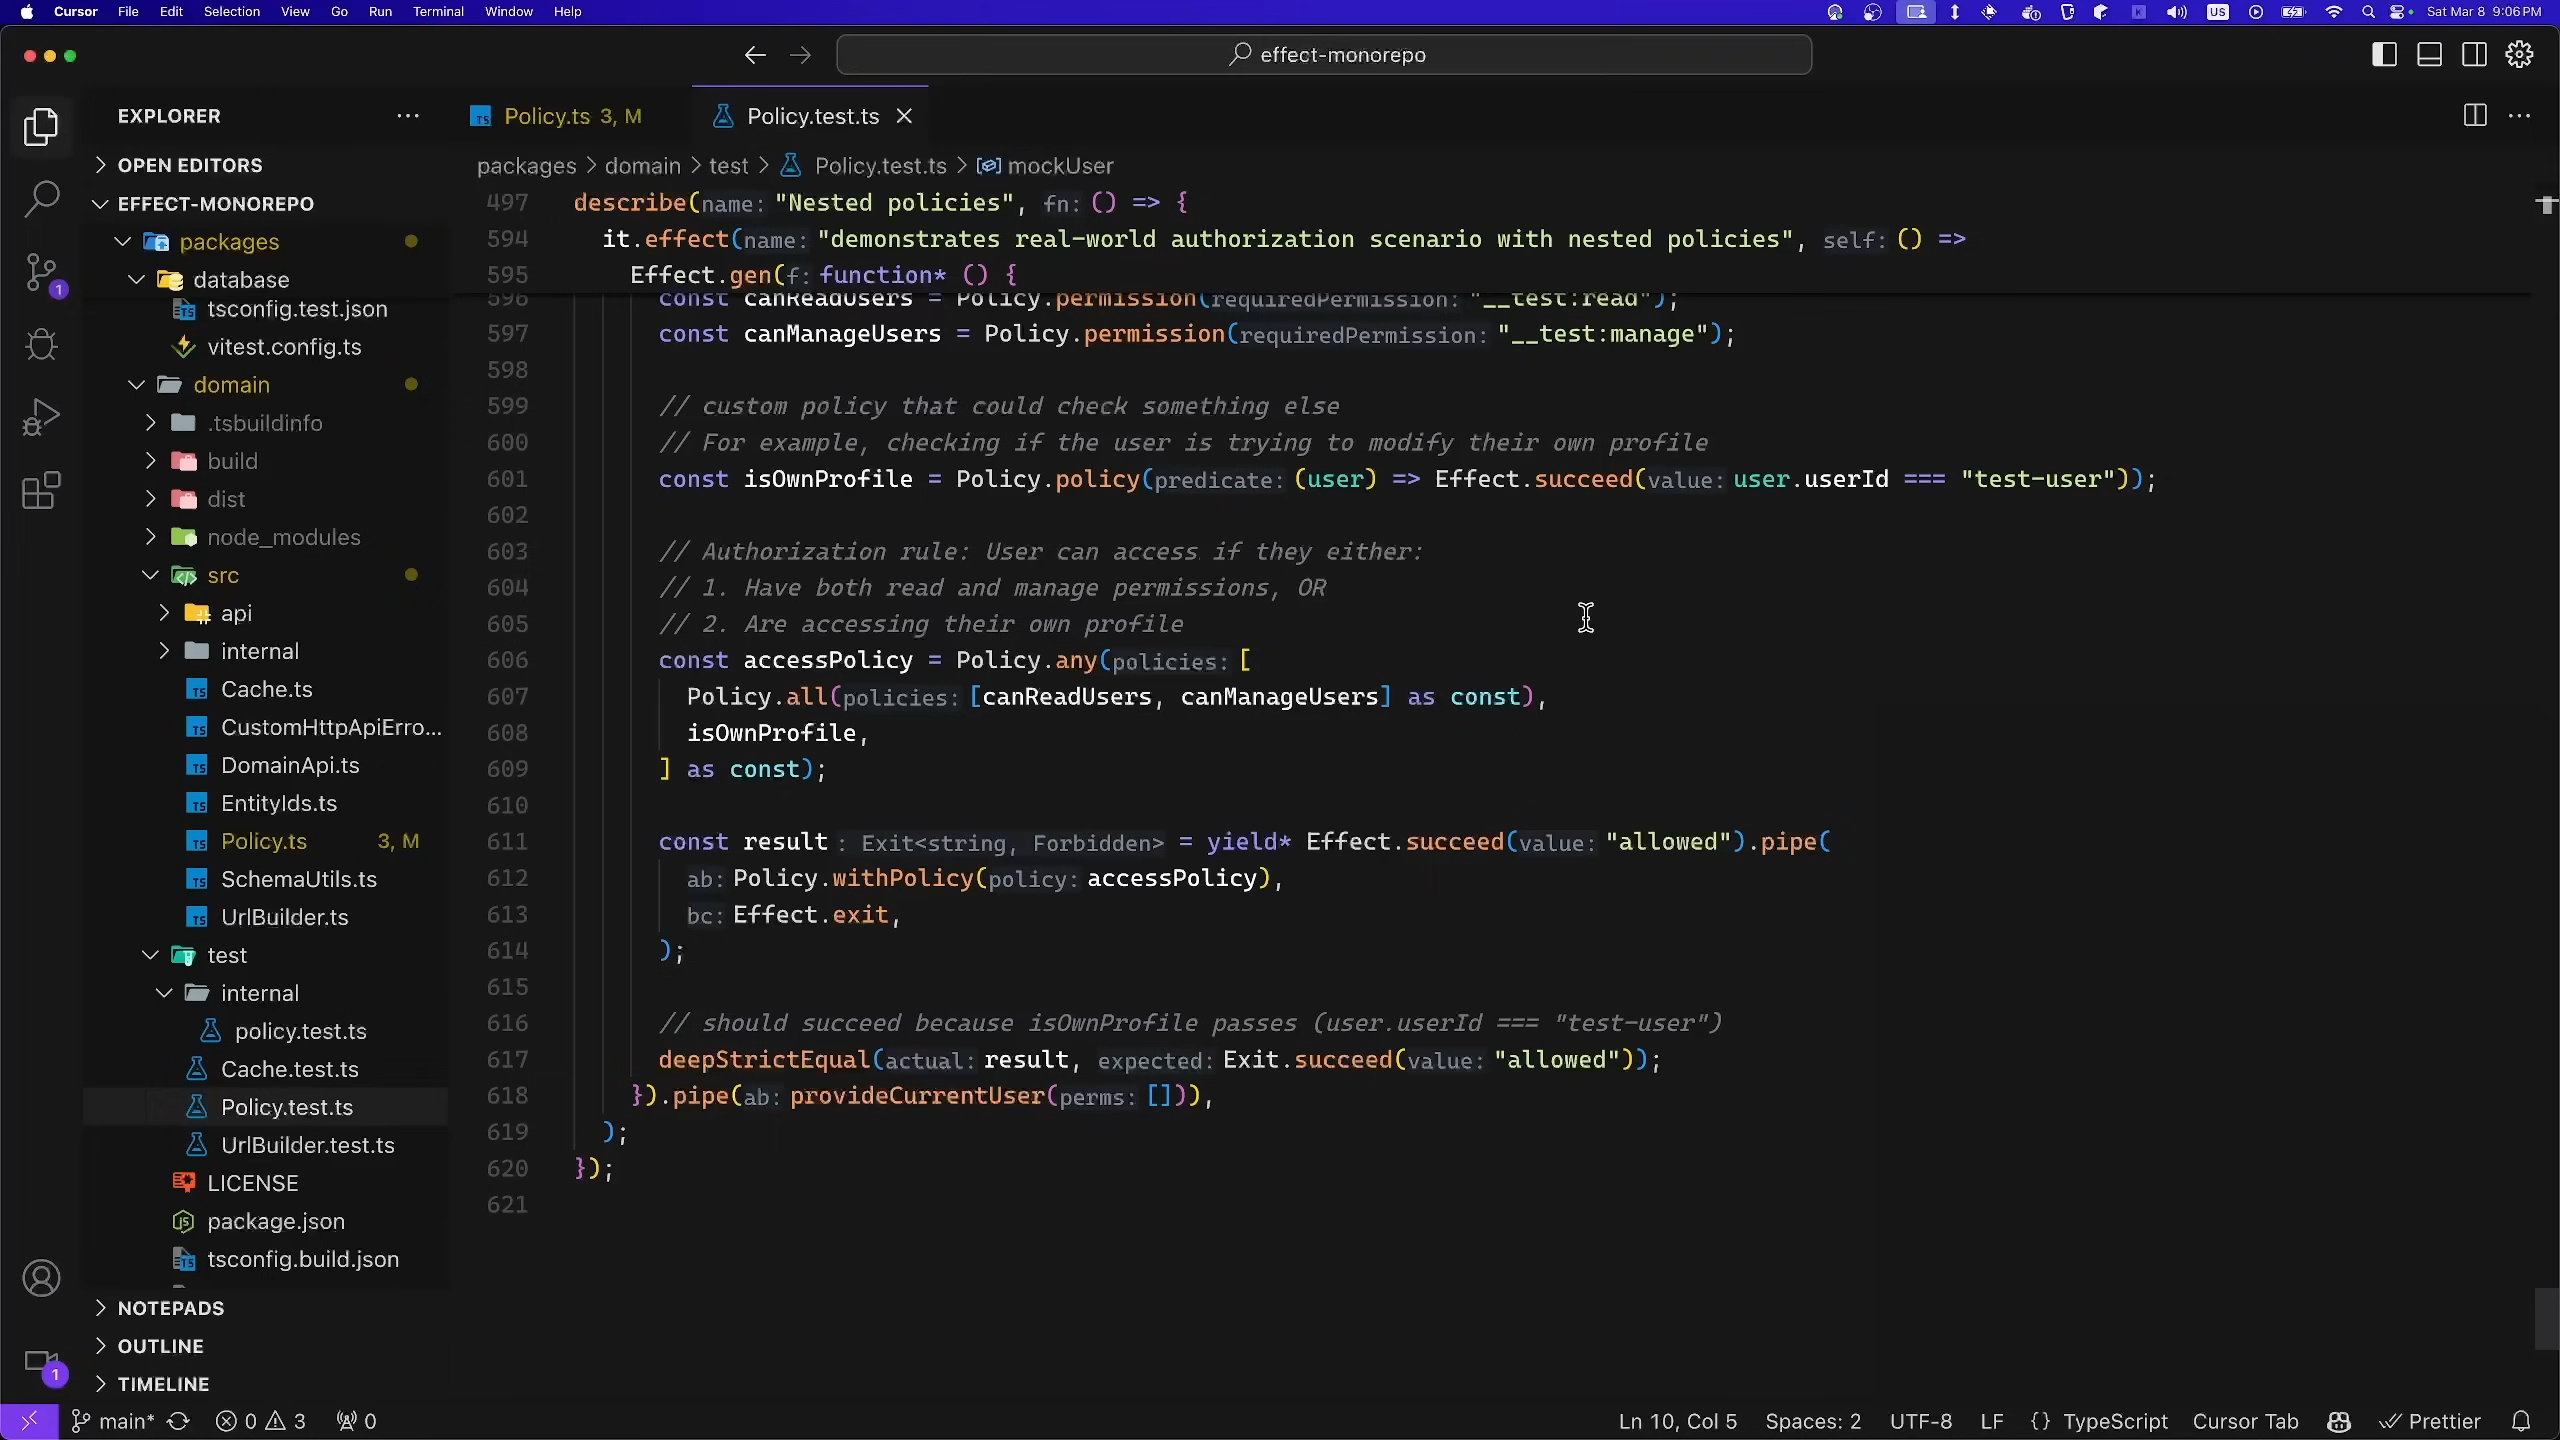 Cursor File Edit Selection View Go Run Terminal Window Help
US Sat Mar 8 9:06 PM
effect-monorepo
EXPLORER
Policy.ts 3, M
Policy.test.ts
OPEN EDITORS
packages > domain > test > Policy.test.ts > mockUser
EFFECT-MONOREPO
packages
database
tsconfig.test.json
vitest.config.ts
domain
.tsbuildinfo
build
dist
node_modules
src
api
internal
Cache.ts
CustomHttpApiErro...
DomainApi.ts
EntityIds.ts
Policy.ts 3, M
SchemaUtils.ts
UrlBuilder.ts
test
internal
policy.test.ts
Cache.test.ts
Policy.test.ts
UrlBuilder.test.ts
LICENSE
package.json
tsconfig.build.json
NOTEPADS
OUTLINE
TIMELINE
497 describe(name: "Nested policies", fn: () => {
594 it.effect(name: "demonstrates real-world authorization scenario with nested policies", self: () =>
595 Effect.gen(f: function* () {
596 const canReadUsers = Policy.permission(requiredPermission: "__test:read");
597 const canManageUsers = Policy.permission(requiredPermission: "__test:manage");
598
599 // custom policy that could check something else
600 // For example, checking if the user is trying to modify their own profile
601 const isOwnProfile = Policy.policy(predicate: (user) => Effect.succeed(value: user.userId === "test-user"));
602
603 // Authorization rule: User can access if they either:
604 // 1. Have both read and manage permissions, OR
605 // 2. Are accessing their own profile
606 const accessPolicy = Policy.any(policies: [
607 Policy.all(policies: [canReadUsers, canManageUsers] as const),
608 isOwnProfile,
609 ] as const);
610
611 const result : Exit<string, Forbidden> = yield* Effect.succeed(value: "allowed").pipe(
612 ab: Policy.withPolicy(policy: accessPolicy),
613 bc: Effect.exit,
614 );
615
616 // should succeed because isOwnProfile passes (user.userId === "test-user")
617 deepStrictEqual(actual: result, expected: Exit.succeed(value: "allowed"));
618 }).pipe(ab: provideCurrentUser(perms: [])),
619 );
620 });
621
1
1
main* 0 3 0
Ln 10, Col 5 Spaces: 2 UTF-8 LF {} TypeScript Cursor Tab Prettier